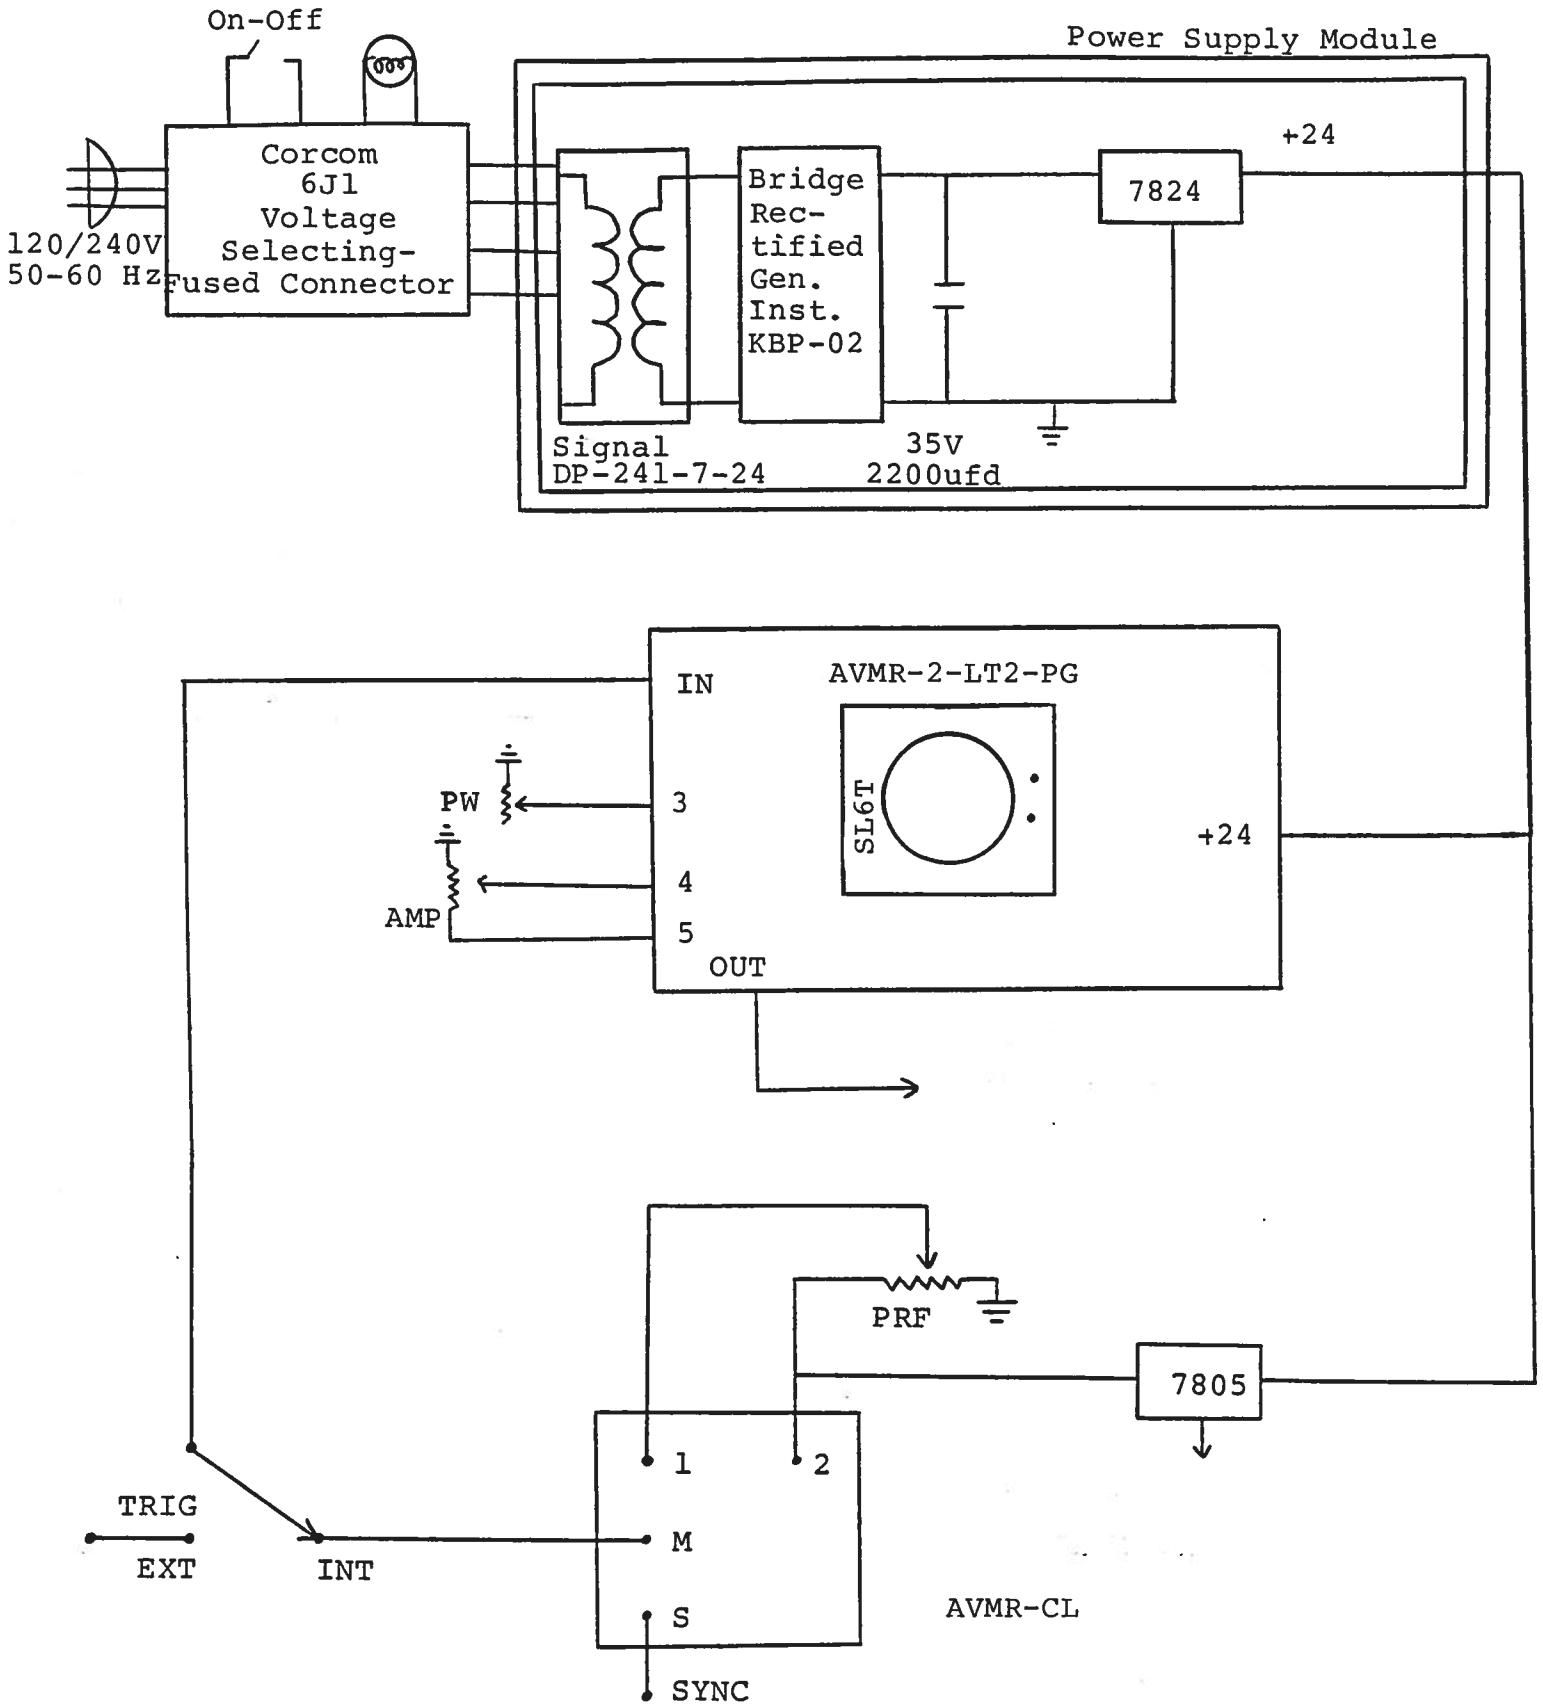 On-Off
Power Supply Module
Corcom
6J1
Voltage
Selecting-
Fused Connector
120/240V
50-60 Hz
Bridge
Rec-
tified
Gen.
Inst.
KBP-02
7824
+24
Signal
DP-241-7-24
35V
2200ufd
AVMR-2-LT2-PG
IN
SL6T
PW
3
+24
4
AMP
5
OUT
PRF
7805
1
2
TRIG
EXT
INT
M
S
AVMR-CL
SYNC